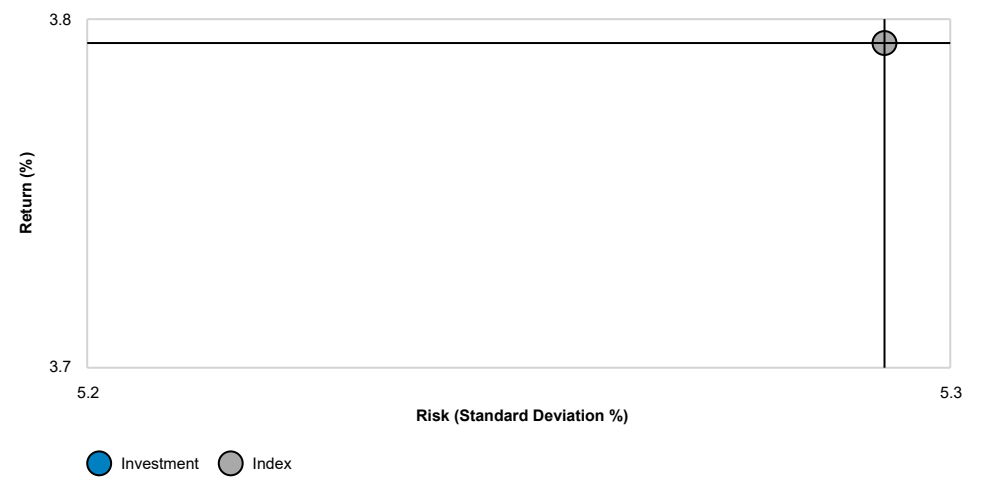 3.8
Return (%)
3.7
5.2 5.3
Risk (Standard Deviation %)
Investment Index